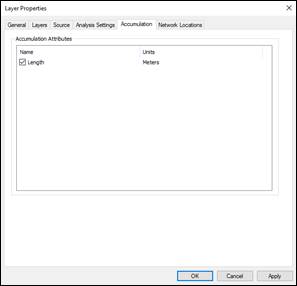 Layer Properties
General Layers Source Analysis Settings Accumulation Network Locations
Accumulation Attributes
Name Units
Length Meters
OK Cancel Apply